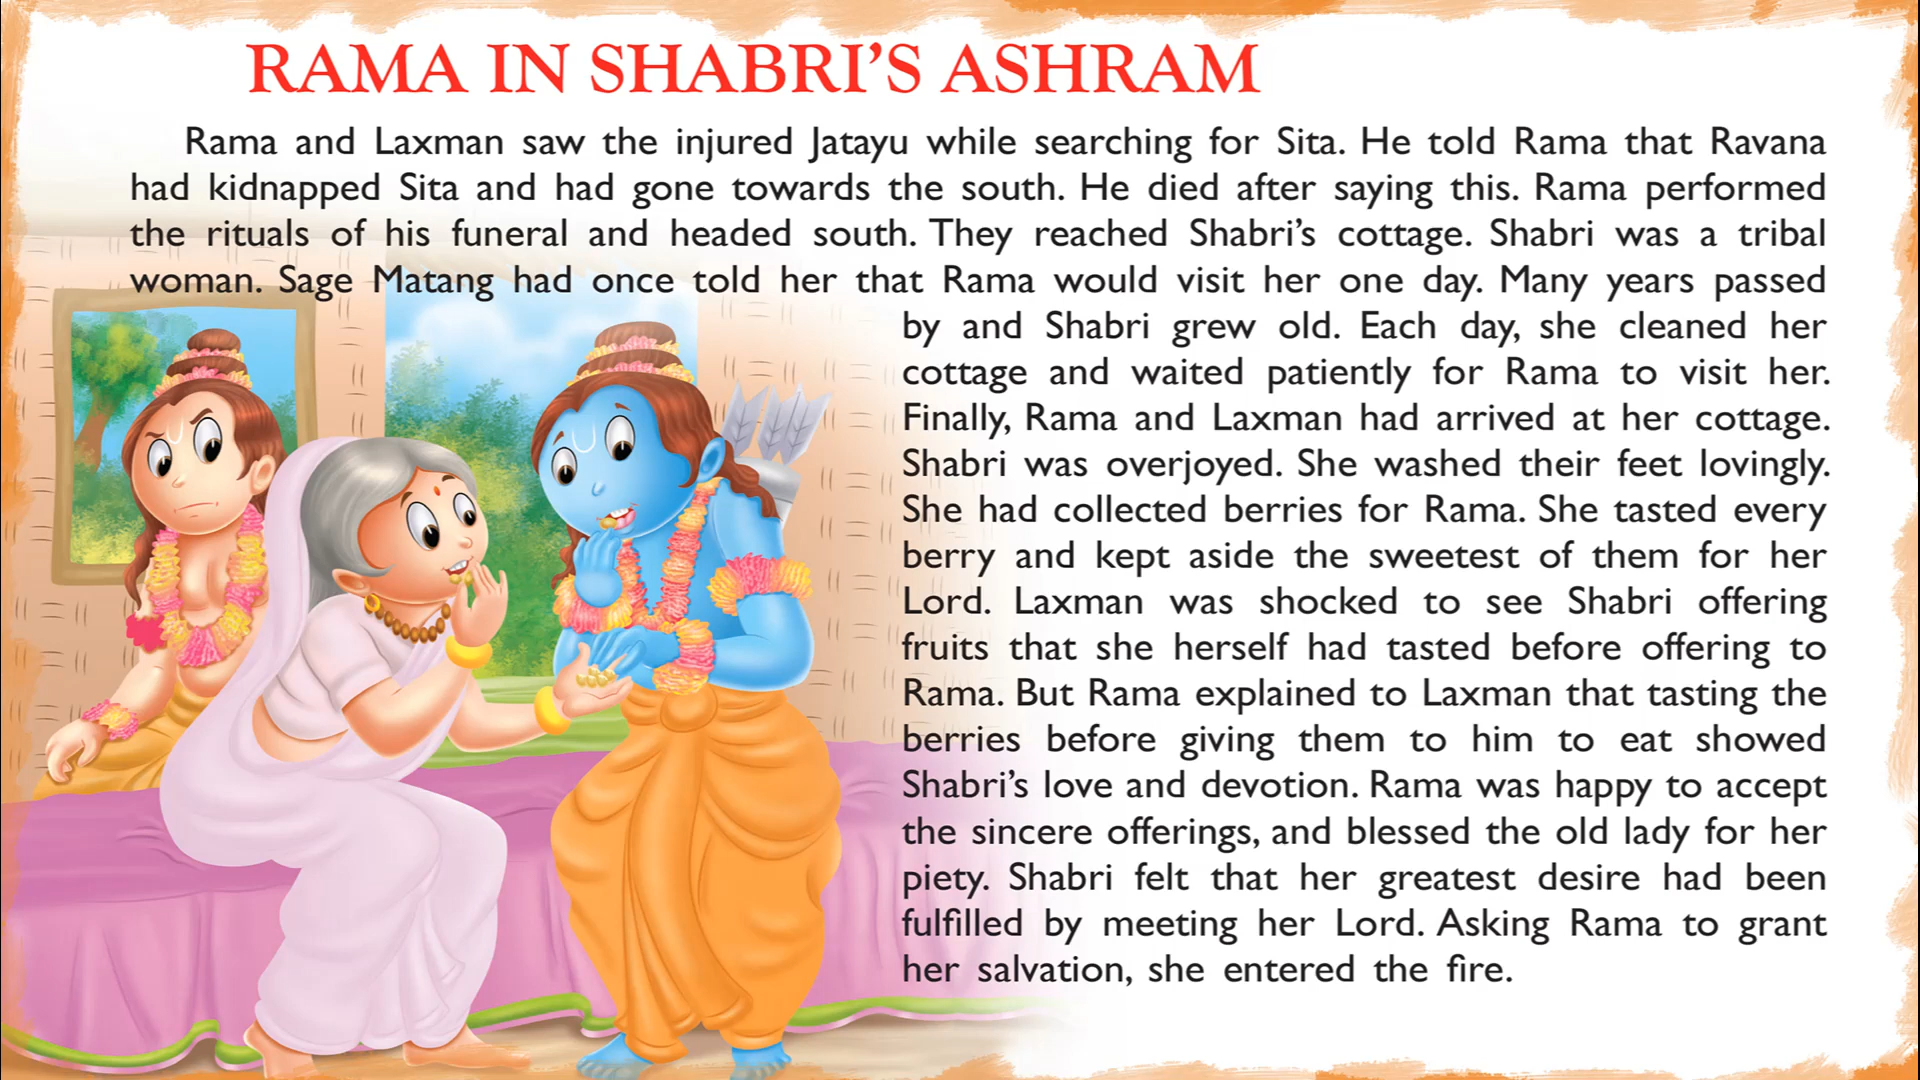 RAMA IN SHABRI’S ASHRAM
Rama and Laxman saw the injured Jatayu while searching for Sita. He told Rama that Ravana
had kidnapped Sita and had gone towards the south. He died after saying this. Rama performed
the rituals of his funeral and headed south. They reached Shabri’s cottage. Shabri was a tribal
woman. Sage Matang had once told her that Rama would visit her one day. Many years passed
by and Shabri grew old. Each day, she cleaned her
cottage and waited patiently for Rama to visit her.
Finally, Rama and Laxman had arrived at her cottage.
Shabri was overjoyed. She washed their feet lovingly.
She had collected berries for Rama. She tasted every
berry and kept aside the sweetest of them for her
Lord. Laxman was shocked to see Shabri offering
fruits that she herself had tasted before offering to
Rama. But Rama explained to Laxman that tasting the
berries before giving them to him to eat showed
Shabri’s love and devotion. Rama was happy to accept
the sincere offerings, and blessed the old lady for her
piety. Shabri felt that her greatest desire had been
fulfilled by meeting her Lord. Asking Rama to grant
her salvation, she entered the fire.